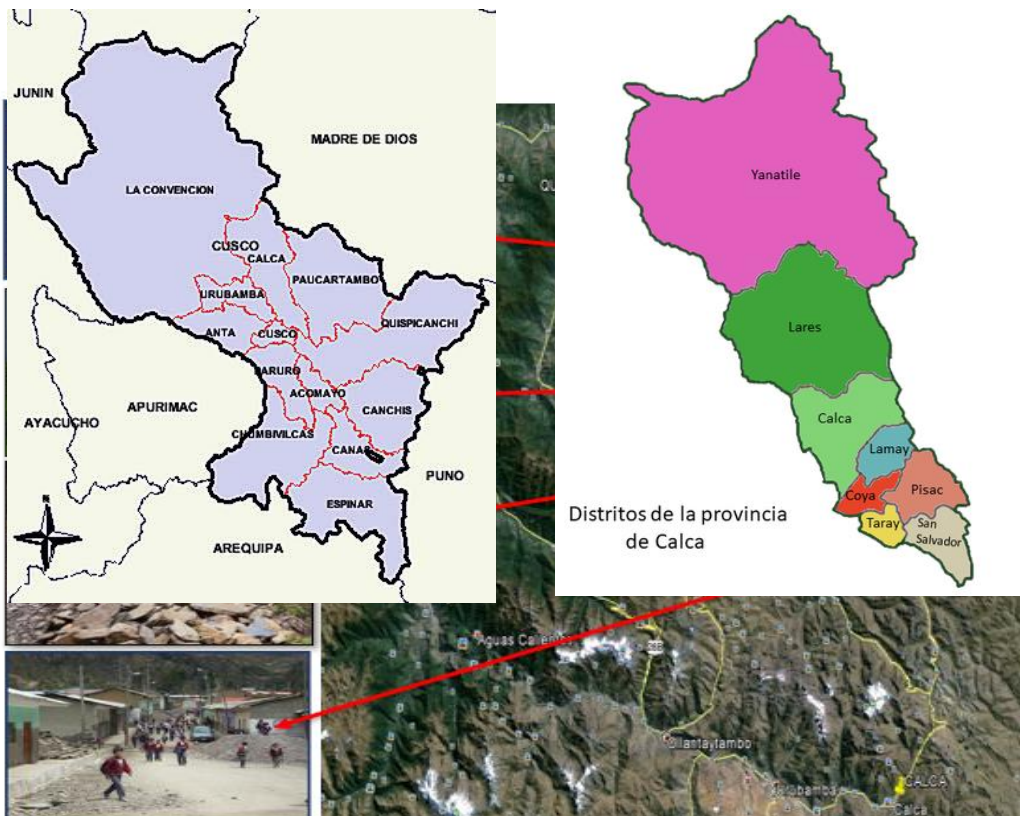 JUNIN
MADRE DE DIOS
LA CONVENCION
CUSCO
CALCA
PAUCARTAMBO
URUBAMBA
QUISPICANCHI
ANTA
CUSCO
PARURO
ACOMAYO
APURIMAC
CANCHIS
AYACUCHO
CHUMBIVILCAS
CANAS
PUNO
ESPINAR
N
AREQUIPA
Yanatile
Lares
Calca
Lamay
Pisac
Coya
Taray
San
Salvador
Distritos de la provincia
de Calca
Ollantaytambo
Urubamba
CALCA
Calca